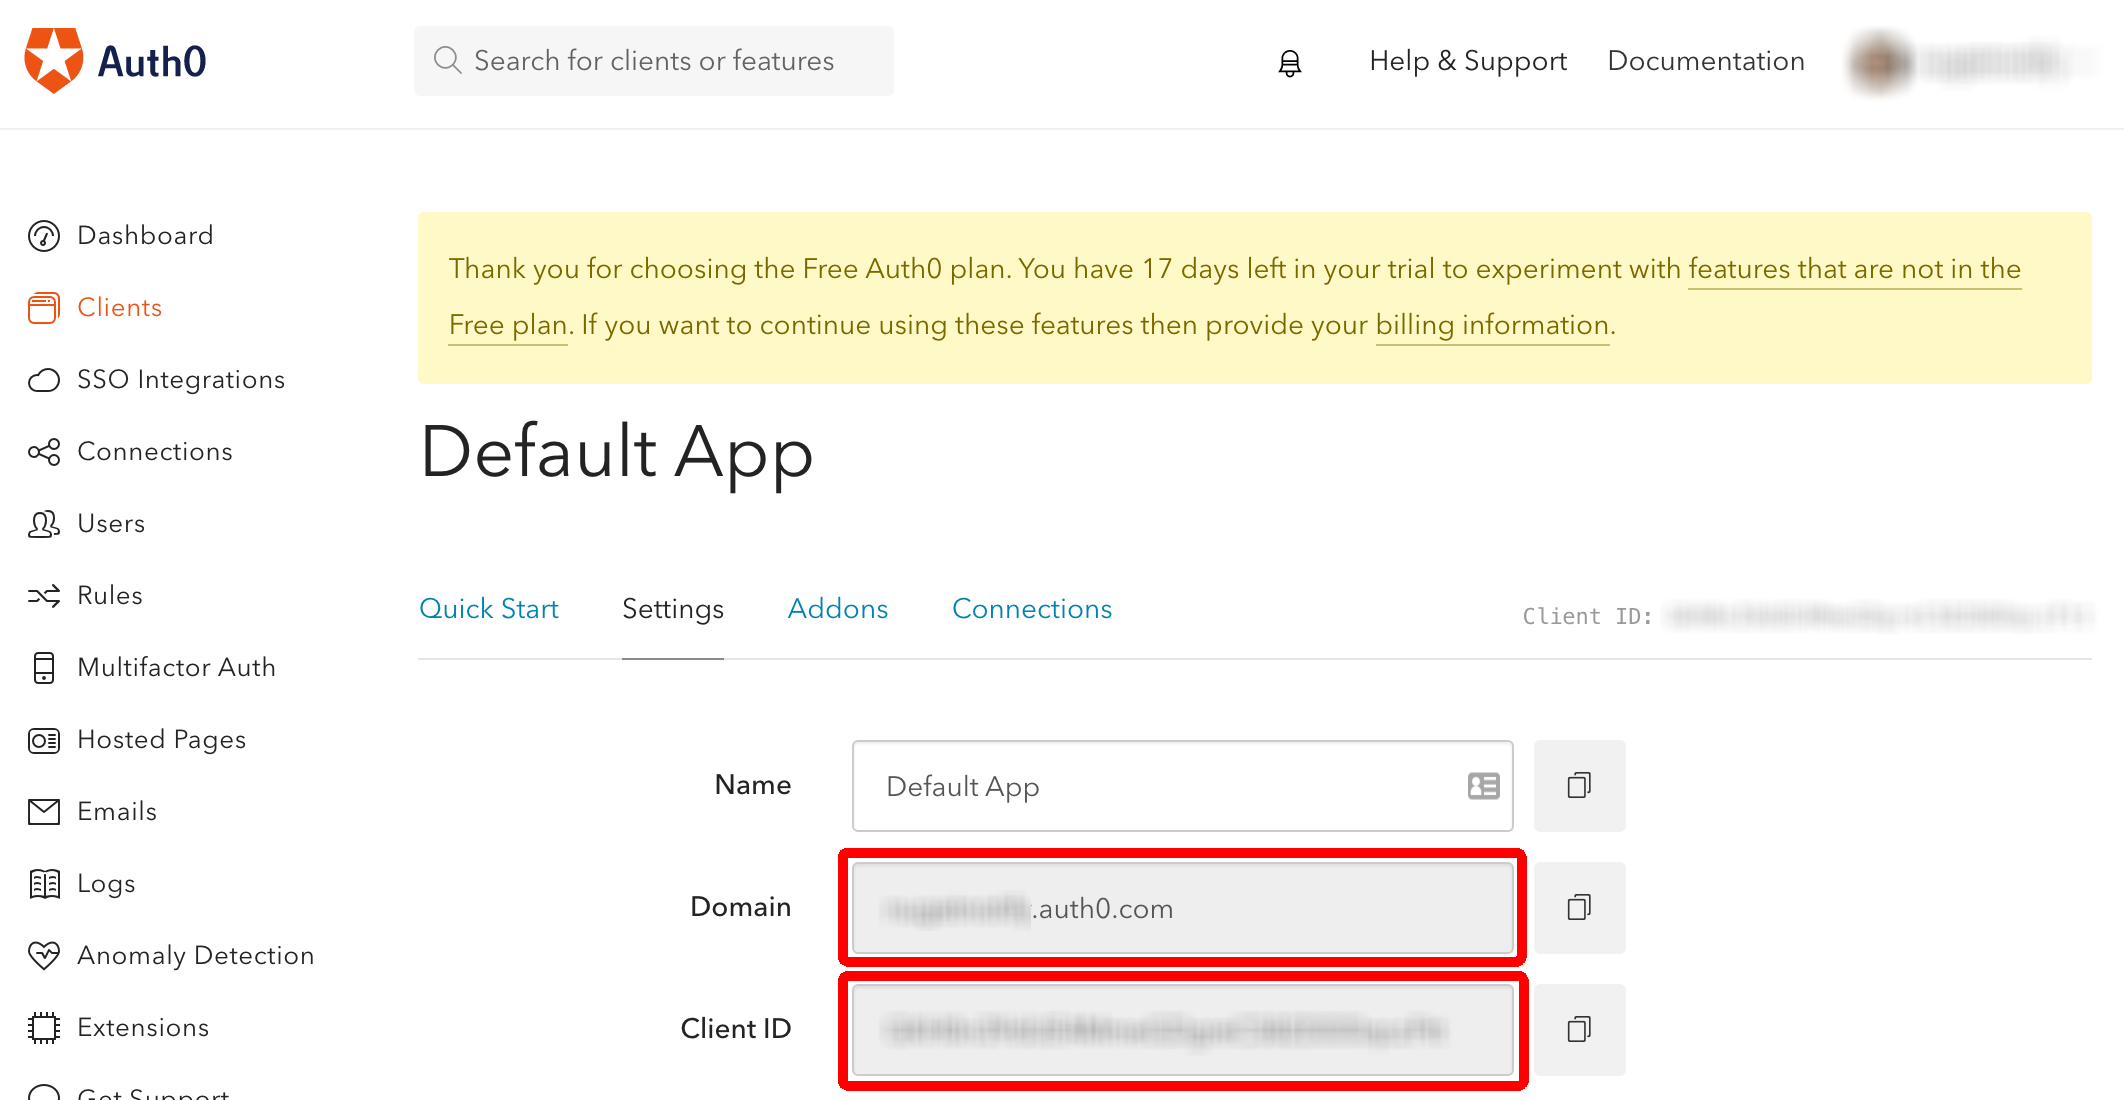 Auth0
Search for clients or features
Help & Support
Documentation
Dashboard
Clients
SSO Integrations
Connections
Users
Rules
Multifactor Auth
Hosted Pages
Emails
Logs
Anomaly Detection
Extensions
Get Support
Thank you for choosing the Free Auth0 plan. You have 17 days left in your trial to experiment with features that are not in the
Free plan. If you want to continue using these features then provide your billing information.
Default App
Quick Start
Settings
Addons
Connections
Client ID:
Name
Default App
Domain
.auth0.com
Client ID